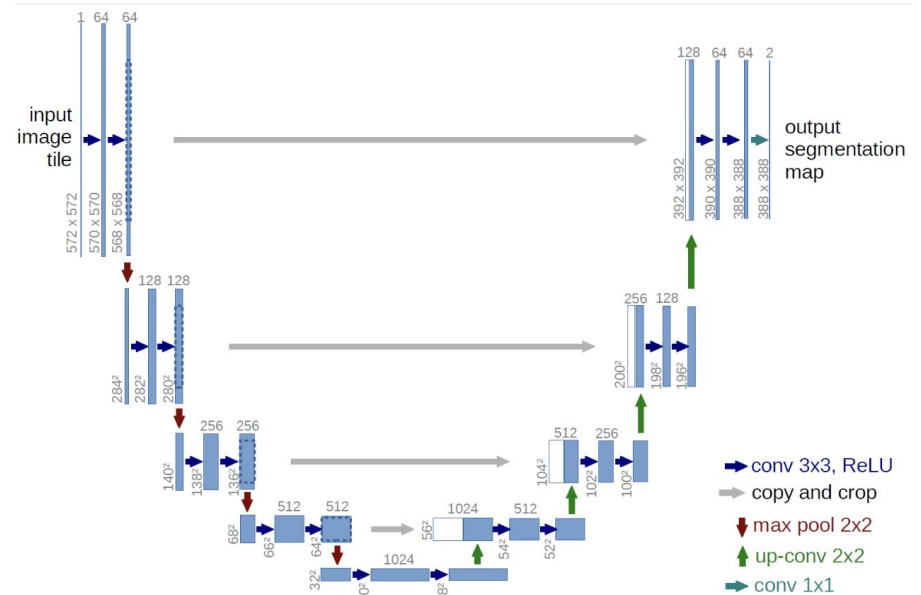 1 64 64
input
image
tile
572 x 572
570 x 570
568 x 568
128 64 64 2
392 x 392
390 x 390
388 x 388
388 x 388
output
segmentation
map
128 128
284²
282²
280²
256 128
200²
198²
196²
256 256
140²
138²
136²
512 256
104²
102²
100²
512 512
68²
66²
64²
1024 512
56²
54²
52²
1024
32²
0²
8²
conv 3x3, ReLU
copy and crop
max pool 2x2
up-conv 2x2
conv 1x1